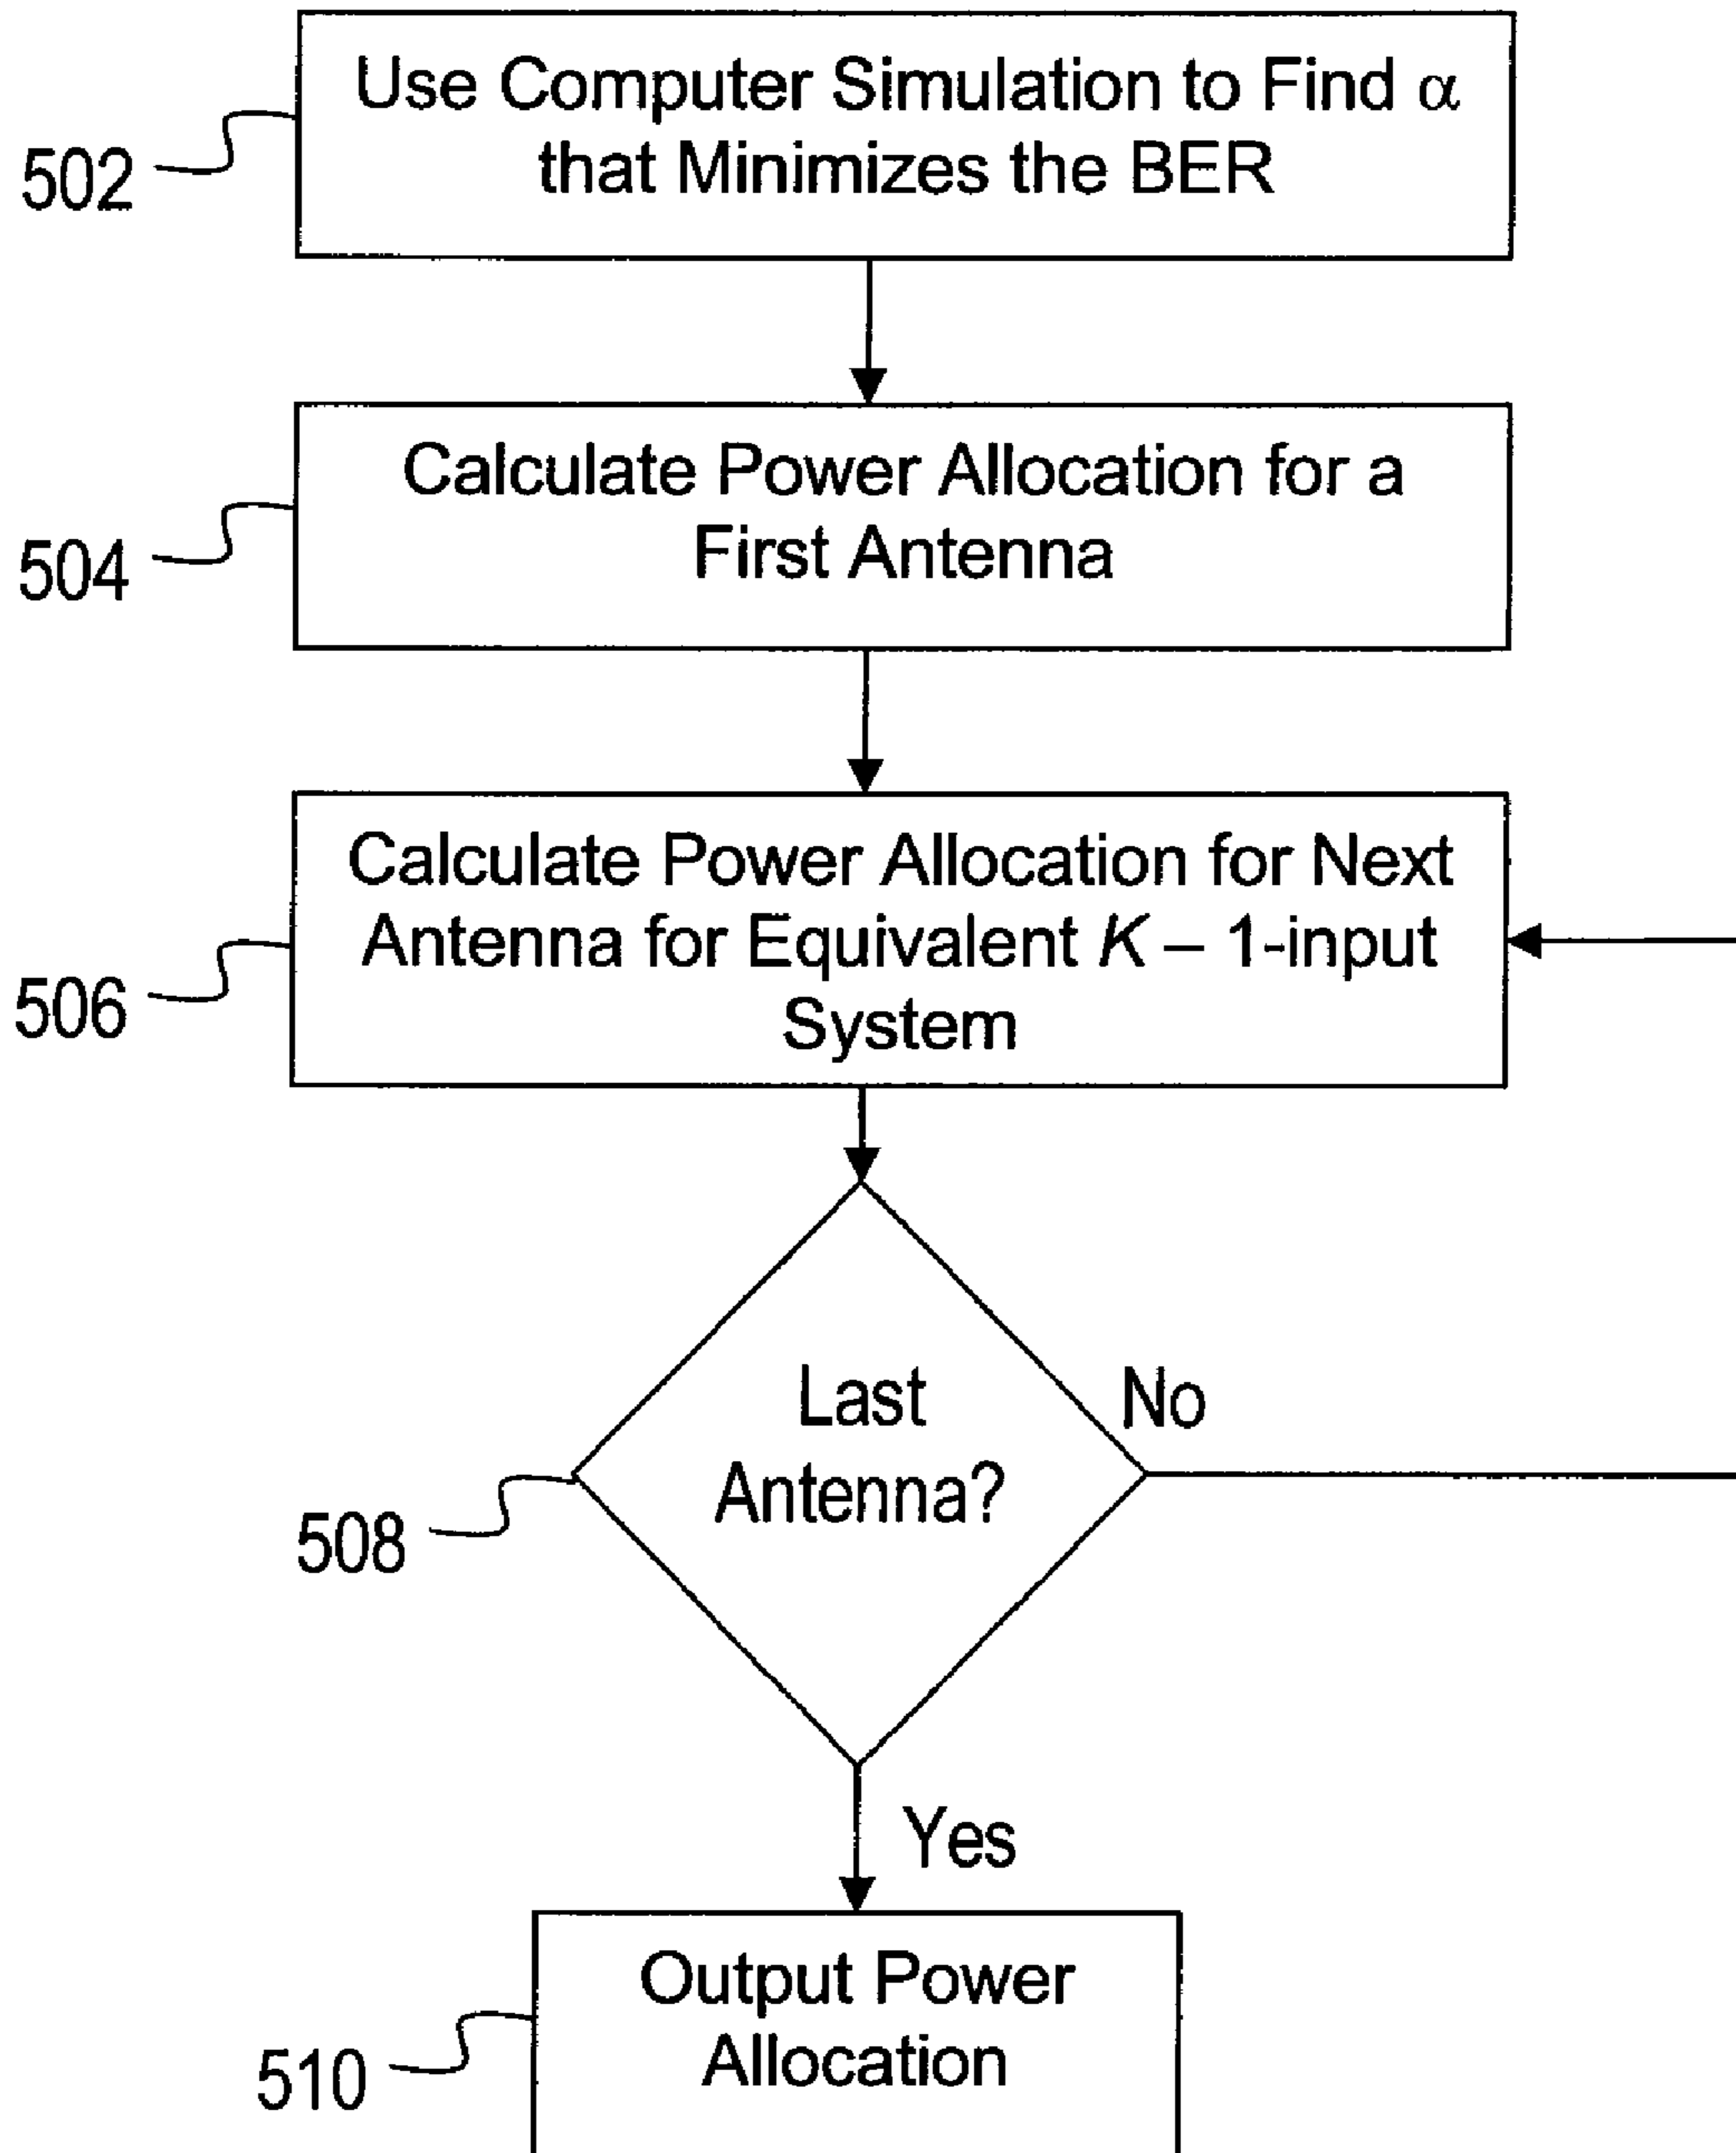 Use Computer Simulation to Find α
that Minimizes the BER
502
Calculate Power Allocation for a
First Antenna
504
Calculate Power Allocation for Next
Antenna for Equivalent K – 1-input
System
506
Last
Antenna?
No
508
Yes
Output Power
Allocation
510